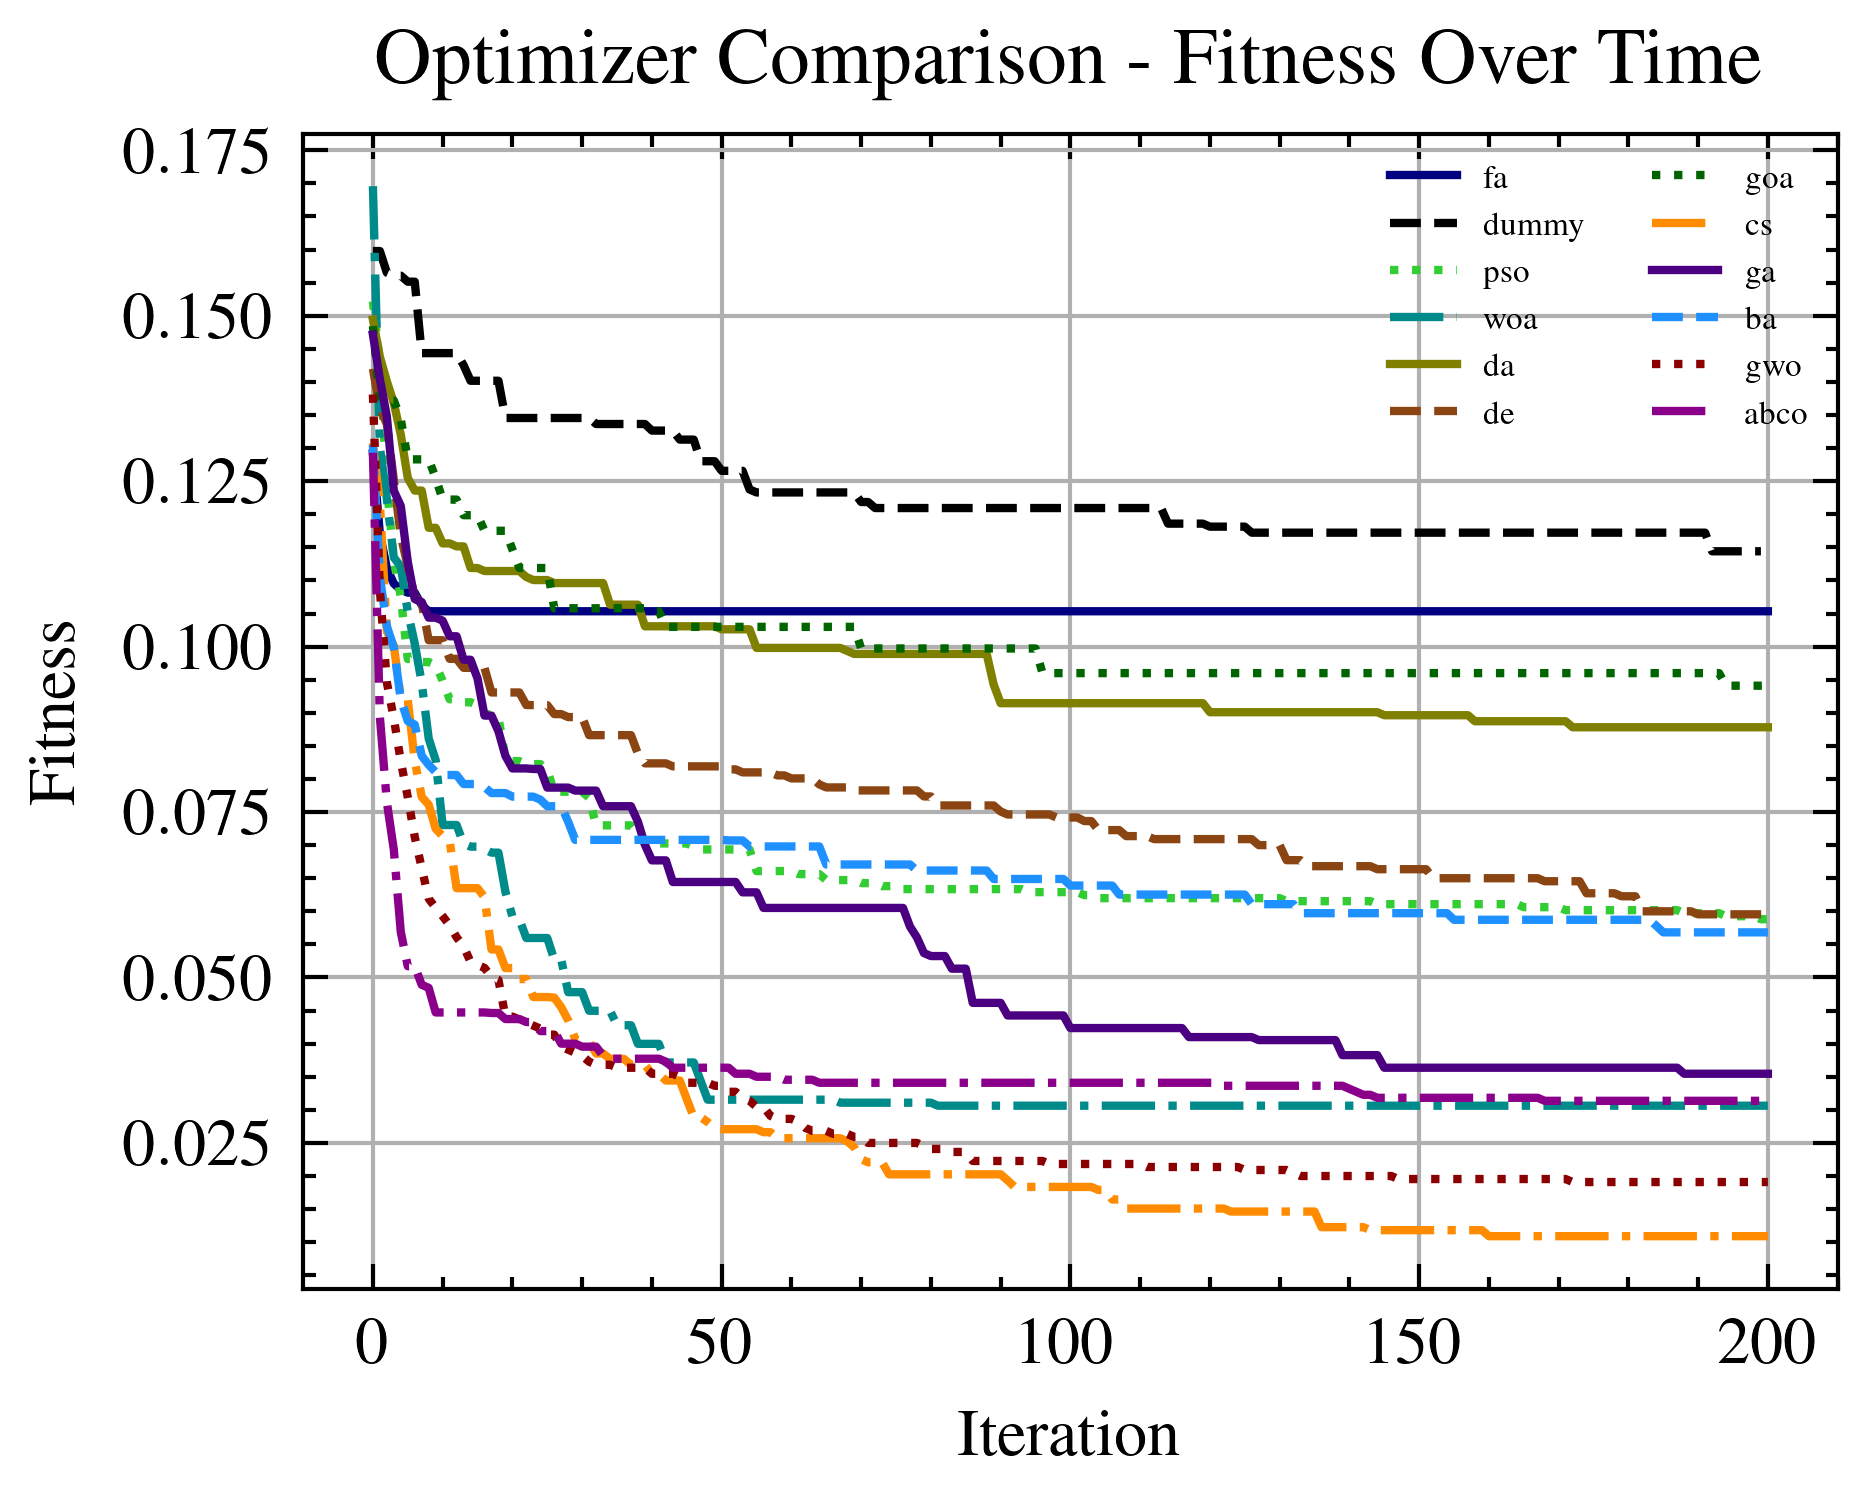 Optimizer Comparison - Fitness Over Time
0.175
0.150
0.125
0.100
0.075
0.050
0.025
Fitness
fa
dummy
pso
woa
da
de
goa
cs
ga
ba
gwo
abco
0 50 100 150 200
Iteration